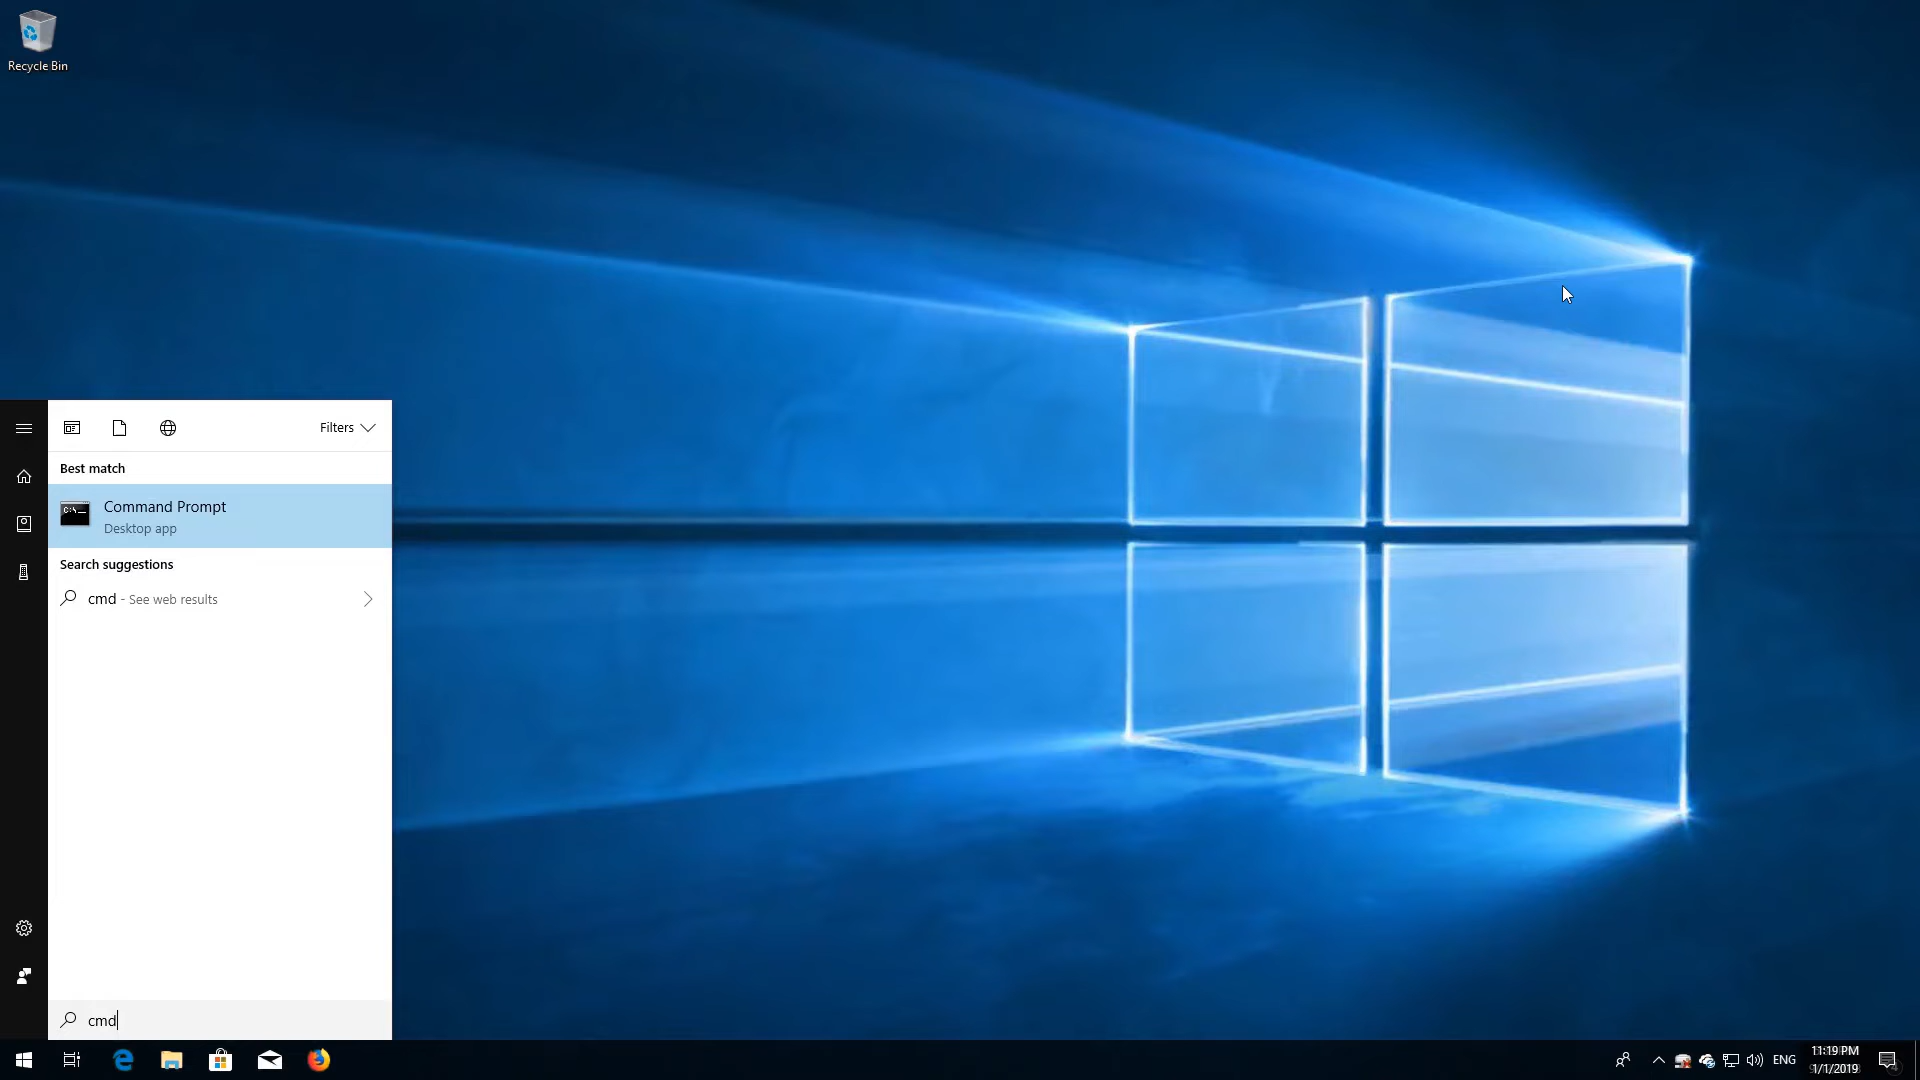 Recycle Bin
Filters
Best match
Command Prompt
Desktop app
Search suggestions
cmd - See web results
cmd
ENG
11:19 PM
1/1/2019